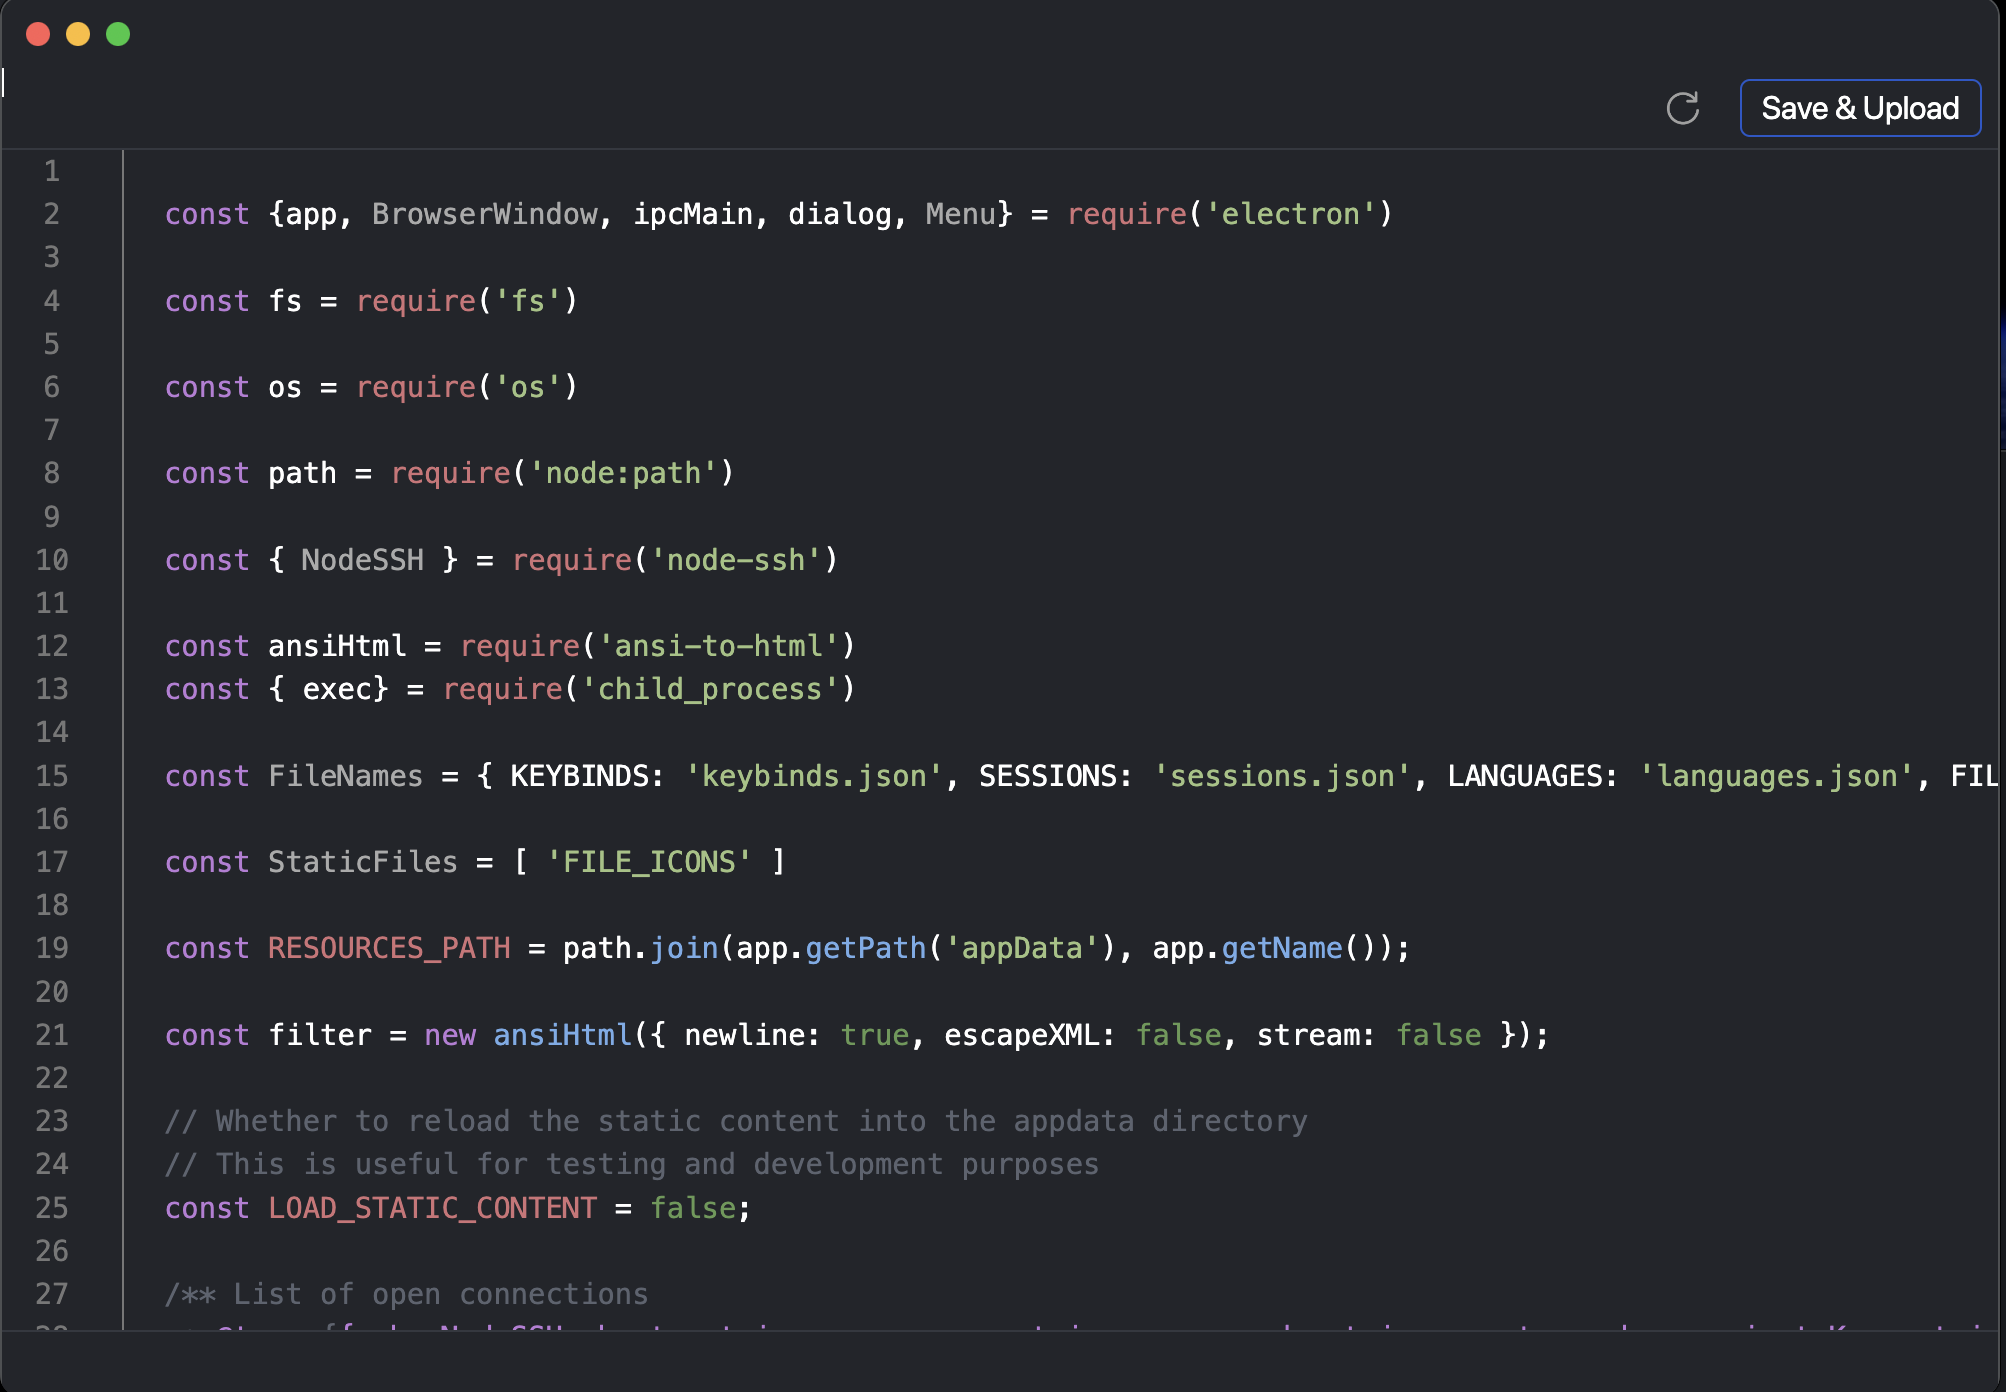 Save & Upload
1
2 const {app, BrowserWindow, ipcMain, dialog, Menu} = require('electron')
3
4 const fs = require('fs')
5
6 const os = require('os')
7
8 const path = require('node:path')
9
10 const { NodeSSH } = require('node-ssh')
11
12 const ansiHtml = require('ansi-to-html')
13 const { exec} = require('child_process')
14
15 const FileNames = { KEYBINDS: 'keybinds.json', SESSIONS: 'sessions.json', LANGUAGES: 'languages.json', FIL
16
17 const StaticFiles = [ 'FILE_ICONS' ]
18
19 const RESOURCES_PATH = path.join(app.getPath('appData'), app.getName());
20
21 const filter = new ansiHtml({ newline: true, escapeXML: false, stream: false });
22
23 // Whether to reload the static content into the appdata directory
24 // This is useful for testing and development purposes
25 const LOAD_STATIC_CONTENT = false;
26
27 /** List of open connections